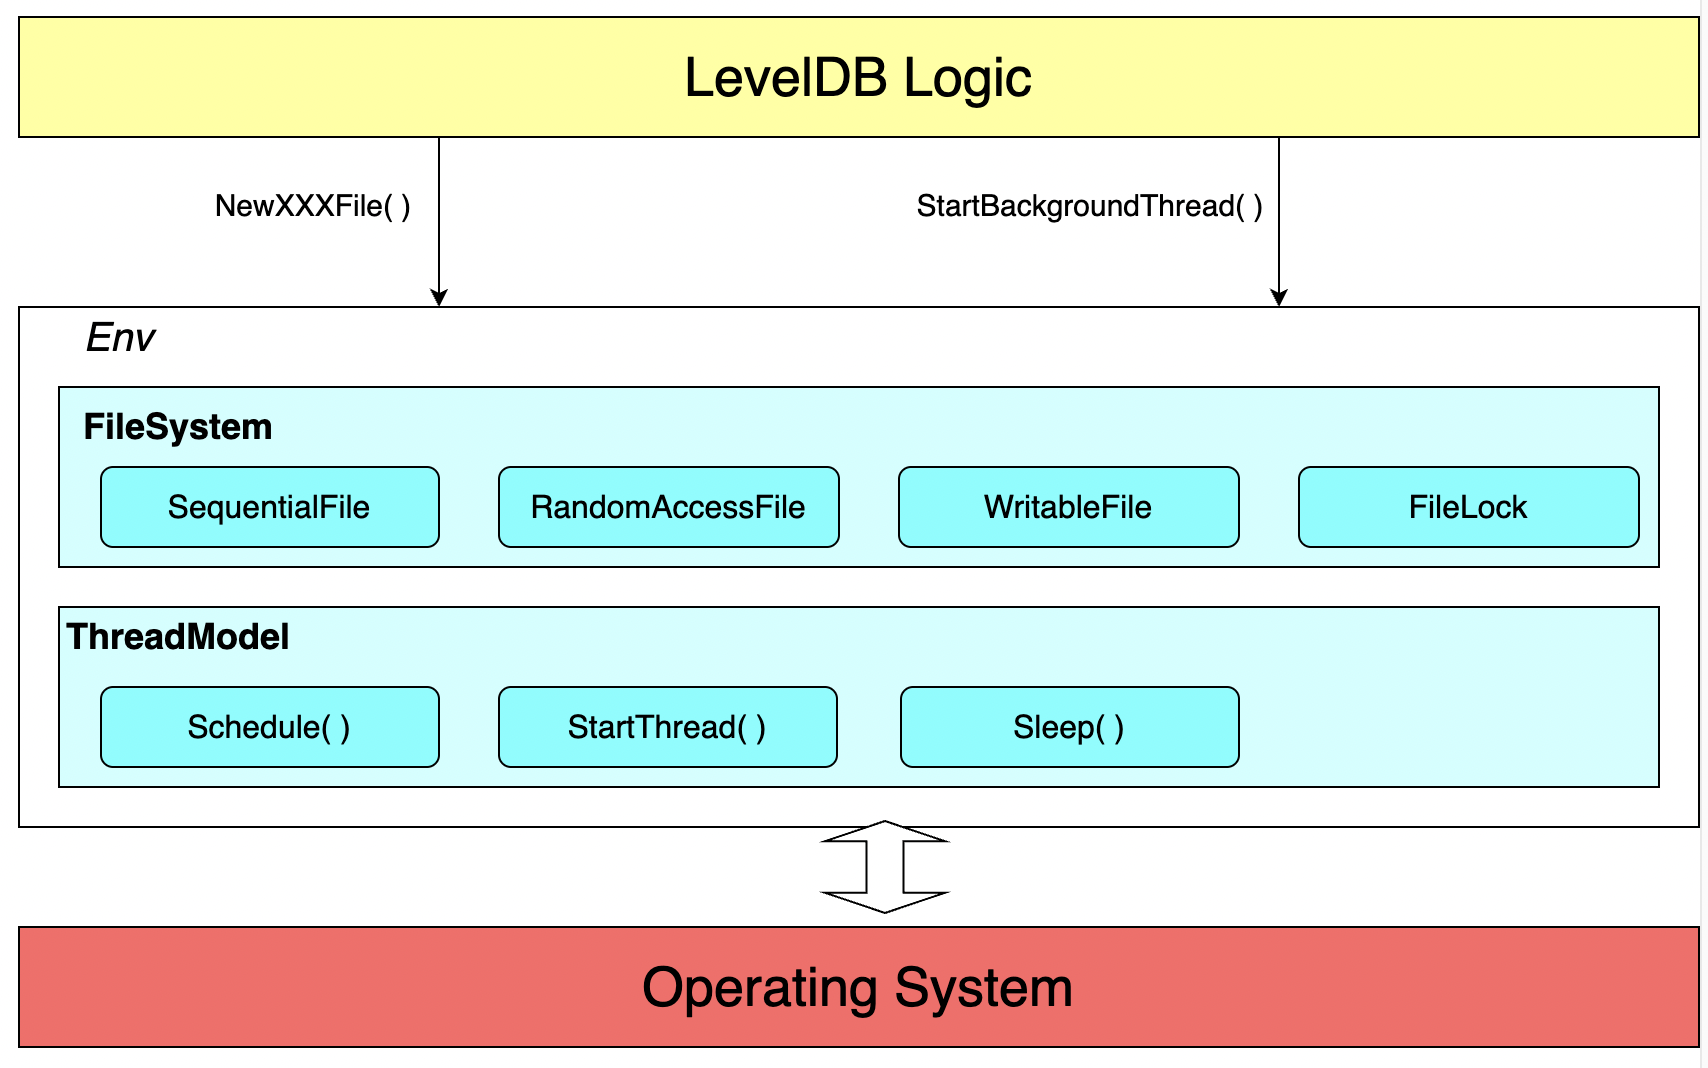 LevelDB Logic
NewXXXFile( )
StartBackgroundThread( )
Env
FileSystem
SequentialFile
RandomAccessFile
WritableFile
FileLock
ThreadModel
Schedule( )
StartThread( )
Sleep( )
Operating System